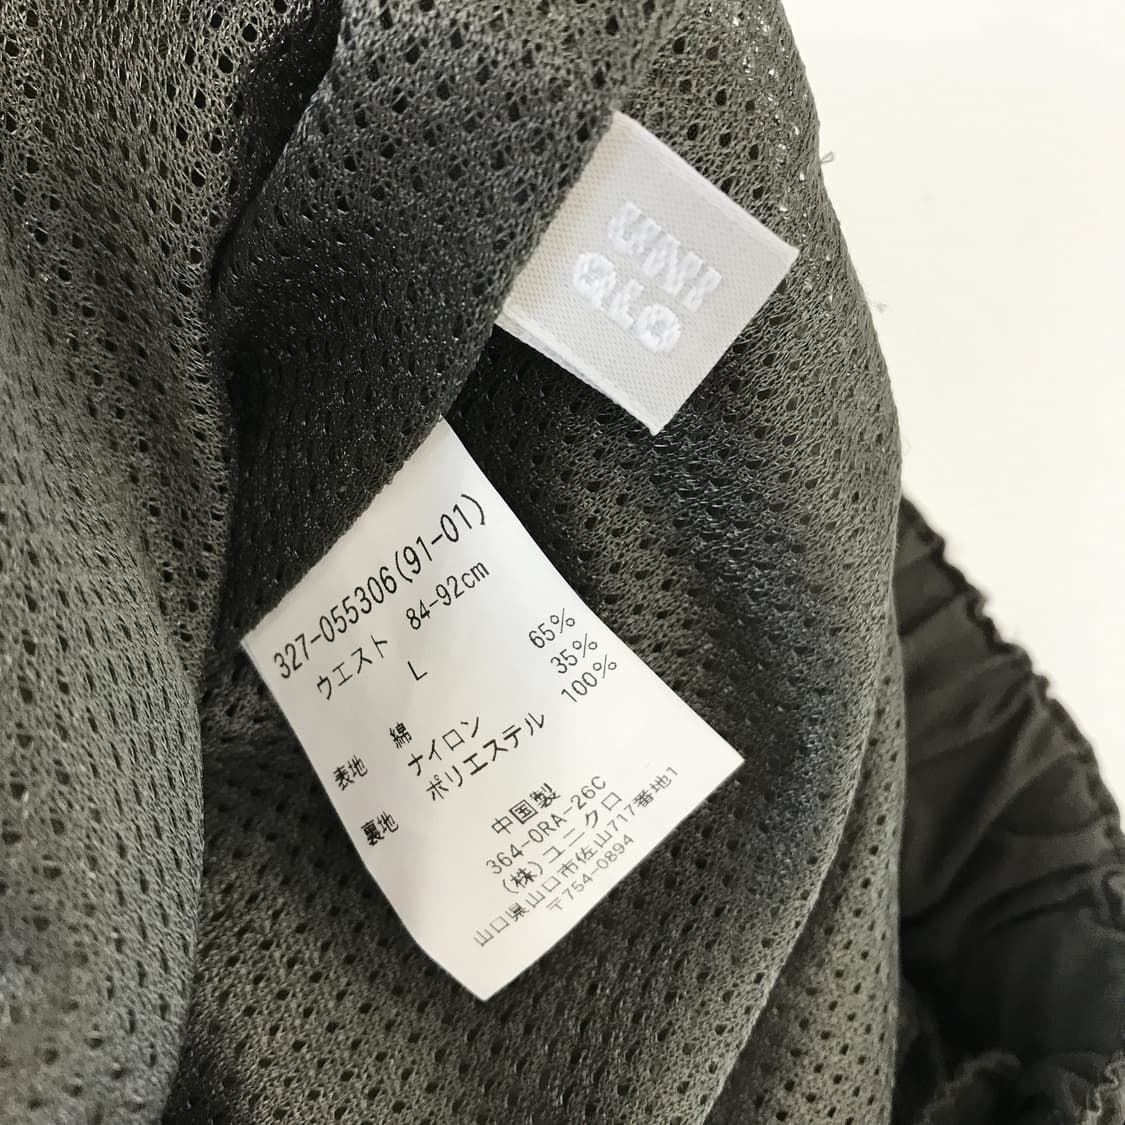 UNI
QLO
327-055306(91-01)
ウエスト 84-92cm
L
表地 綿 65%
ナイロン 35%
裏地 ポリエステル 100%
中国製
364-0RA-26C
(株)ユニクロ
山口県山口市佐山717番地1
〒754-0894